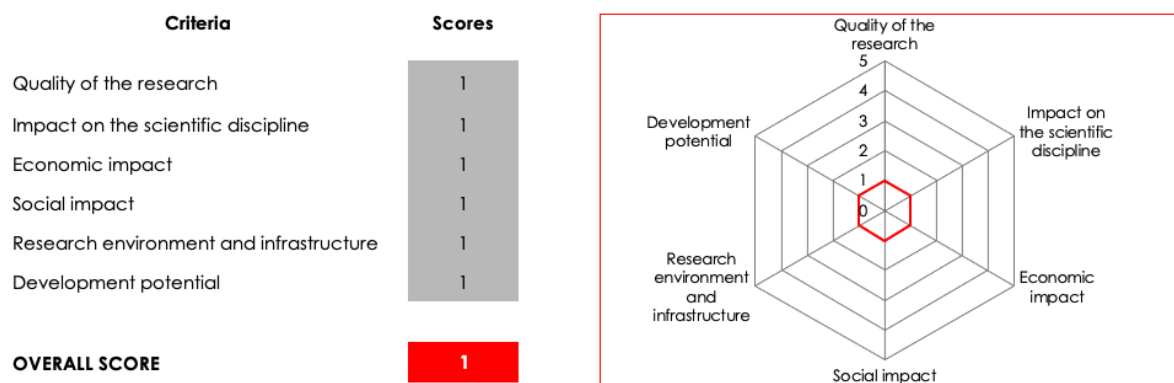 Criteria Scores
Quality of the research 1
Impact on the scientific discipline 1
Economic impact 1
Social impact 1
Research environment and infrastructure 1
Development potential 1
OVERALL SCORE 1
Quality of the
research
5
4
3
2
1
0
Impact on
the scientific
discipline
Economic
impact
Social impact
Research
environment
and
infrastructure
Development
potential